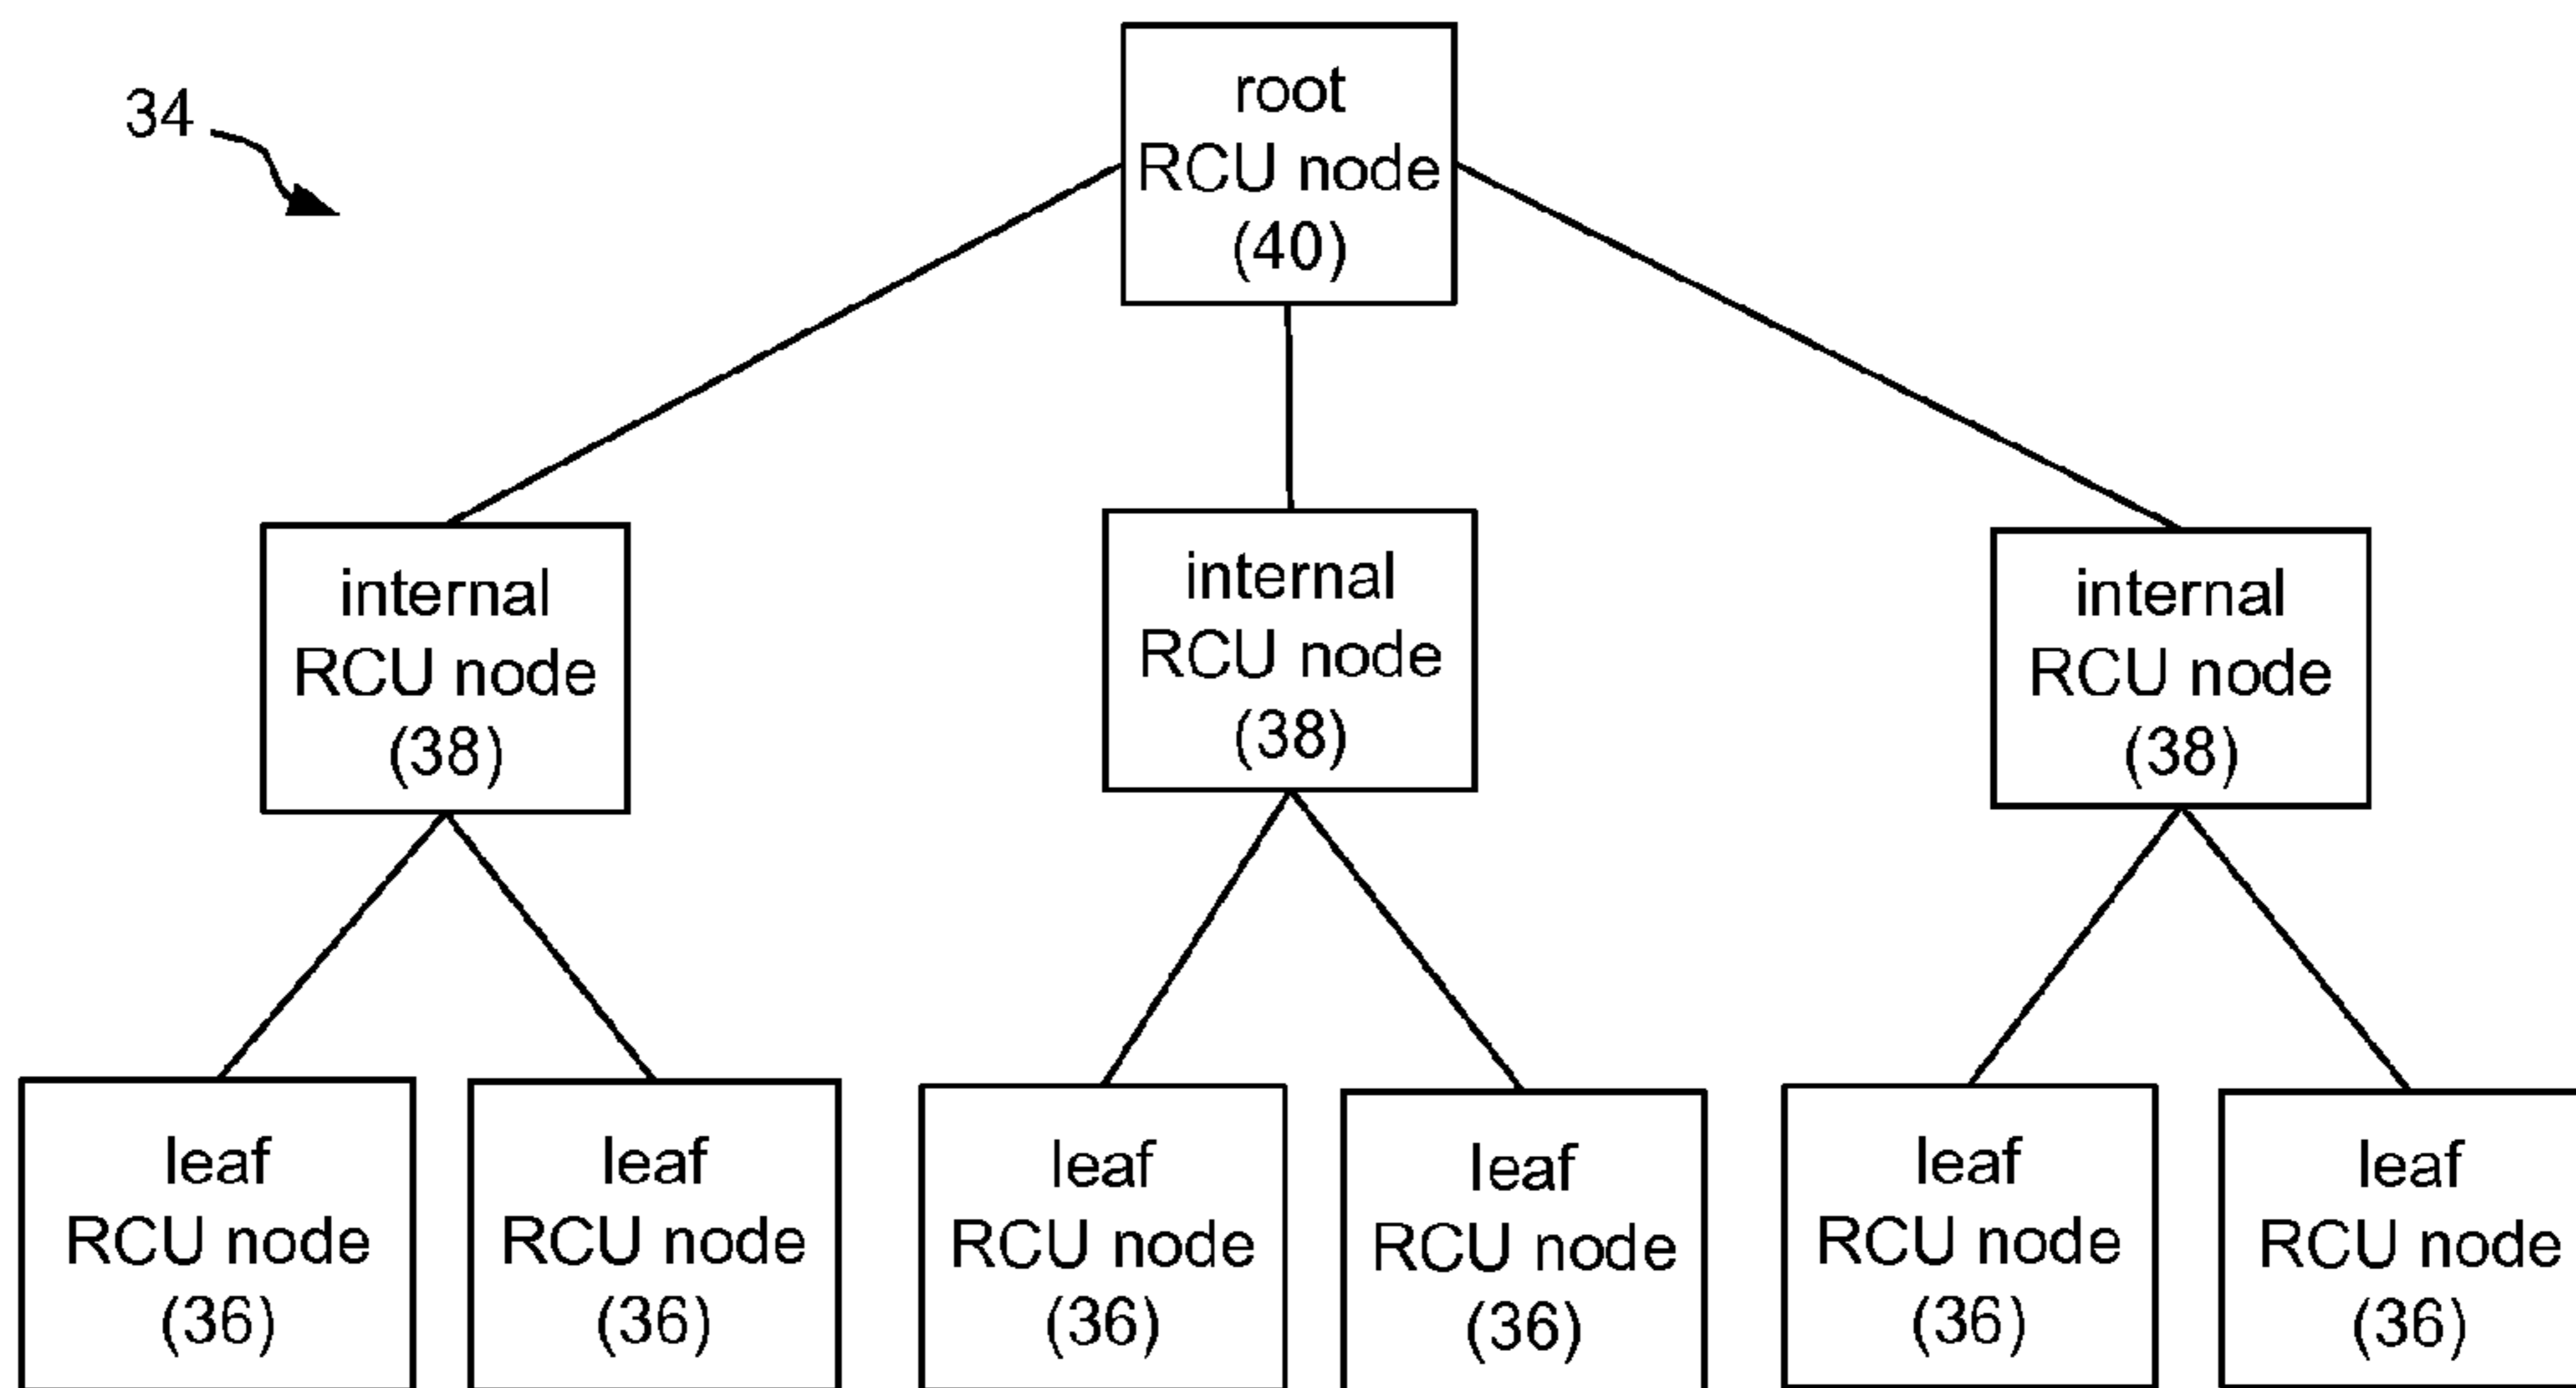 34
root
RCU node
(40)
internal
RCU node
(38)
internal
RCU node
(38)
internal
RCU node
(38)
leaf
RCU node
(36)
leaf
RCU node
(36)
leaf
RCU node
(36)
leaf
RCU node
(36)
leaf
RCU node
(36)
leaf
RCU node
(36)